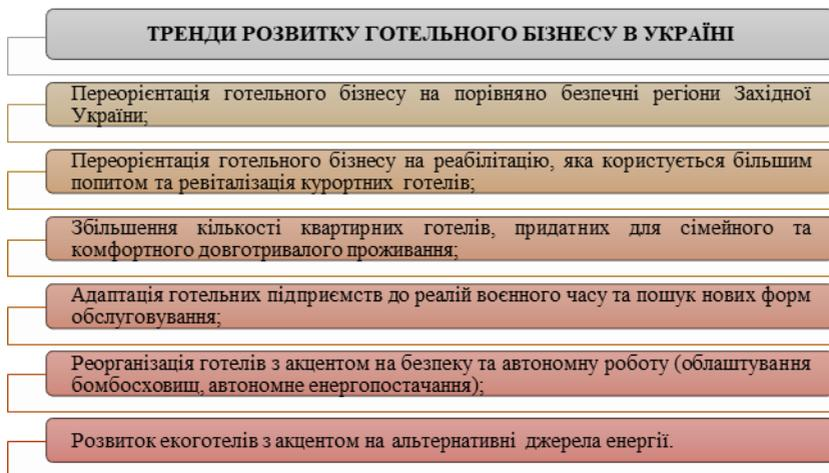 ТРЕНДИ РОЗВИТКУ ГОТЕЛЬНОГО БІЗНЕСУ В УКРАЇНІ
Переорієнтація готельного бізнесу на порівняно безпечні регіони Західної
України;
Переорієнтація готельного бізнесу на реабілітацію, яка користується більшим
попитом та ревіталізація курортних готелів;
Збільшення кількості квартирних готелів, придатних для сімейного та
комфортного довготривалого проживання;
Адаптація готельних підприємств до реалій воєнного часу та пошук нових форм
обслуговування;
Реорганізація готелів з акцентом на безпеку та автономну роботу (облаштування
бомбосховищ, автономне енергопостачання);
Розвиток екоготелів з акцентом на альтернативні джерела енергії.